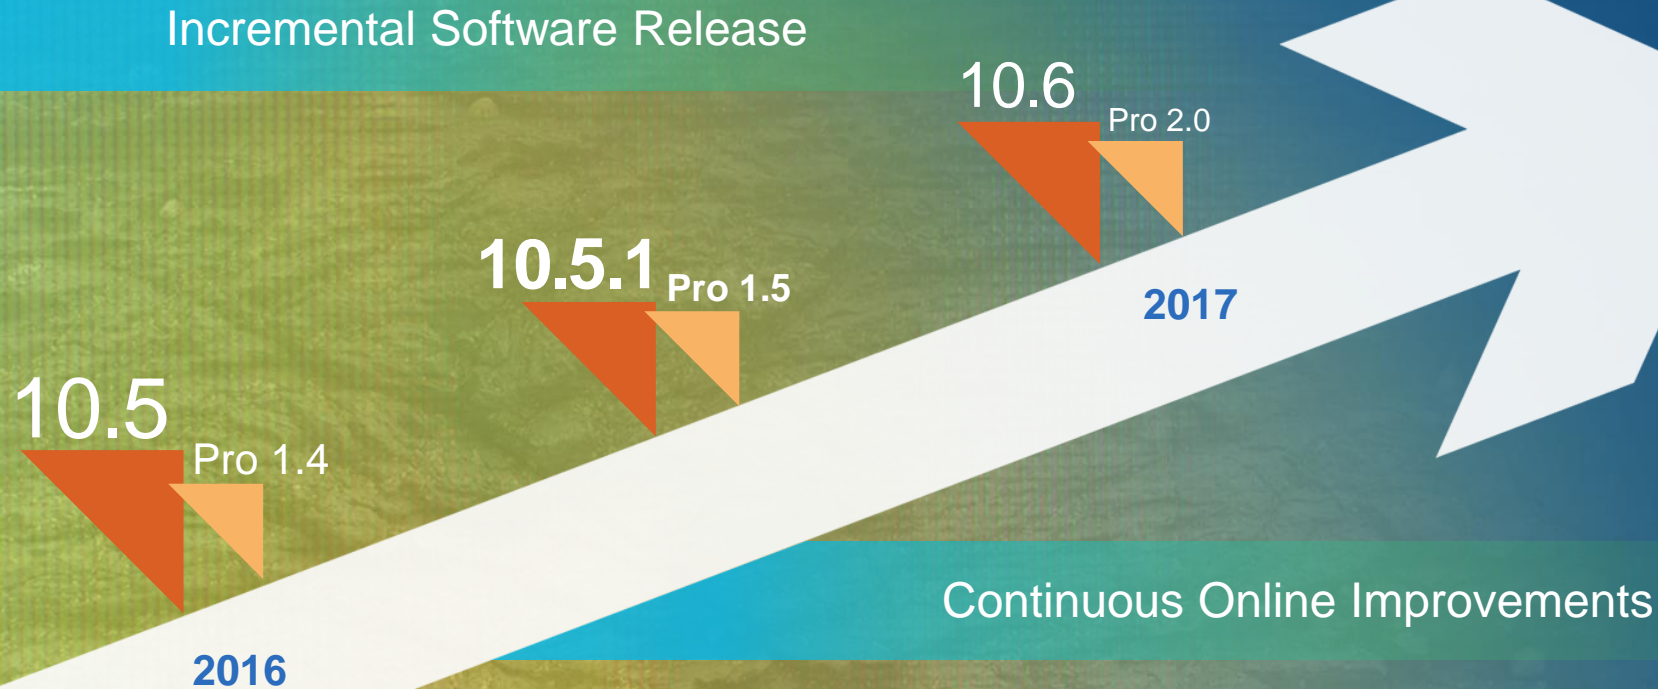 Incremental Software Release
10.6
Pro 2.0
10.5.1
Pro 1.5
2017
10.5
Pro 1.4
Continuous Online Improvements
2016